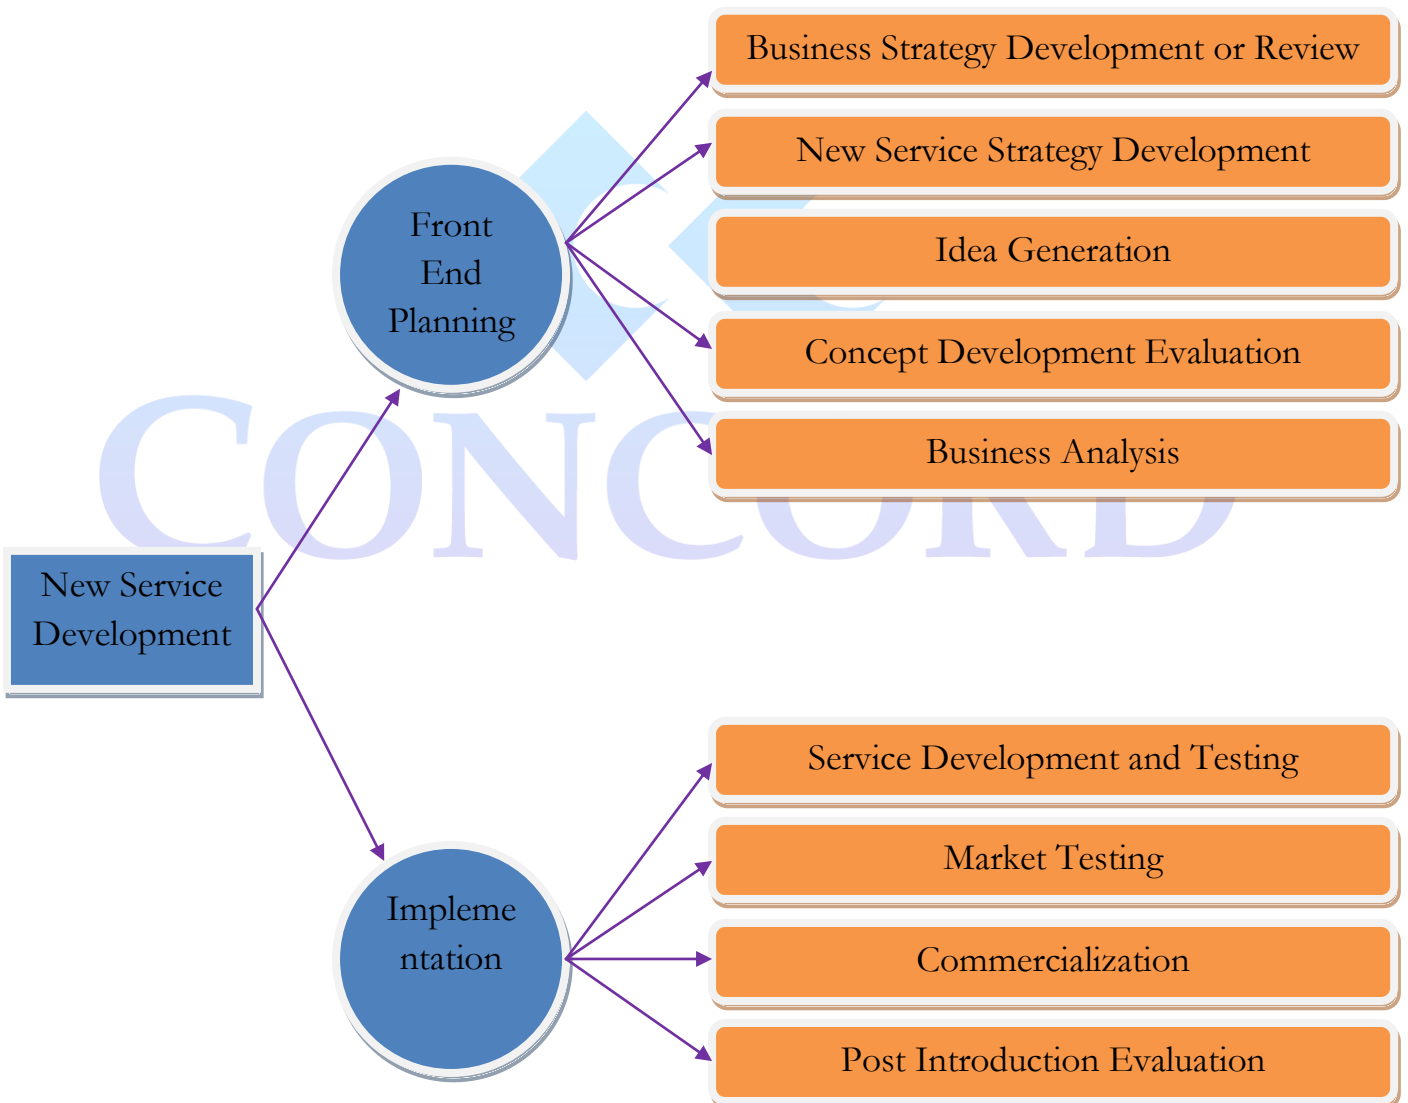 Business Strategy Development or Review
New Service Strategy Development
Front
End
Planning
Idea Generation
Concept Development Evaluation
Business Analysis
CONCORD
New Service
Development
Service Development and Testing
Market Testing
Impleme
ntation
Commercialization
Post Introduction Evaluation